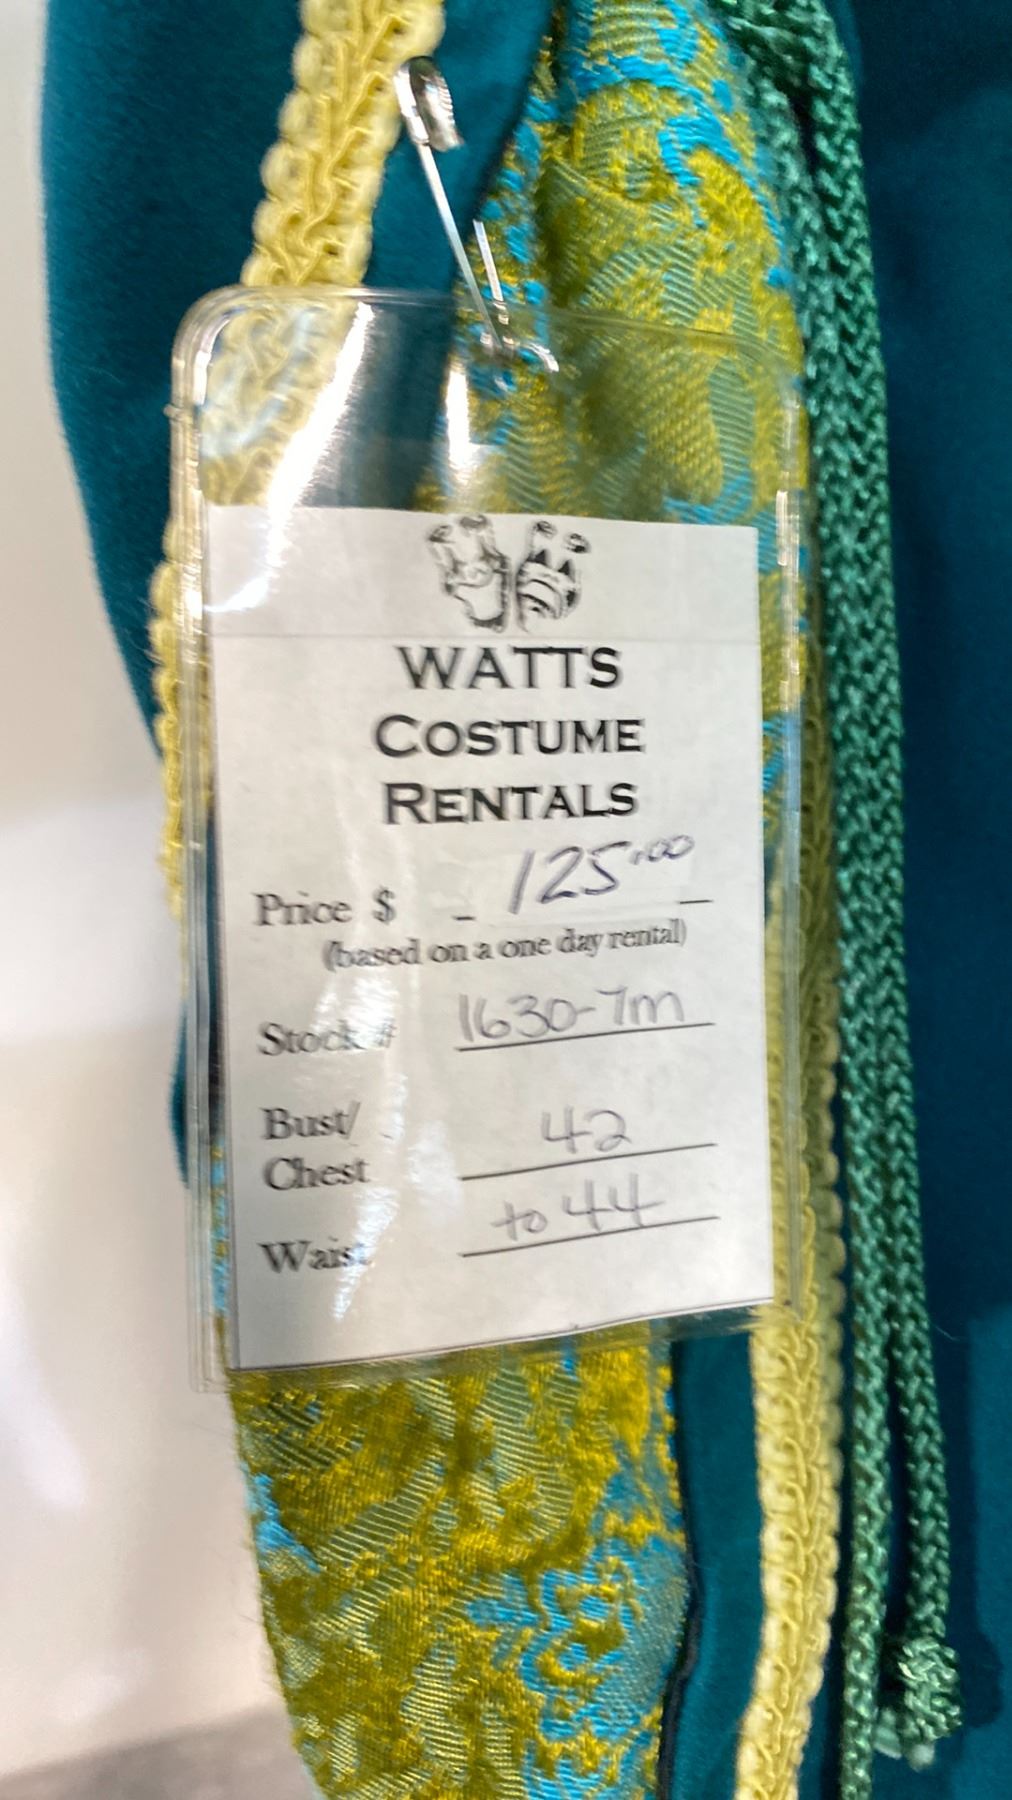 WATTS
COSTUME
RENTALS
Price $ 125.00
(based on a one day rental)
Stock # 1630-7m
Bust/
Chest 42
Waist to 44